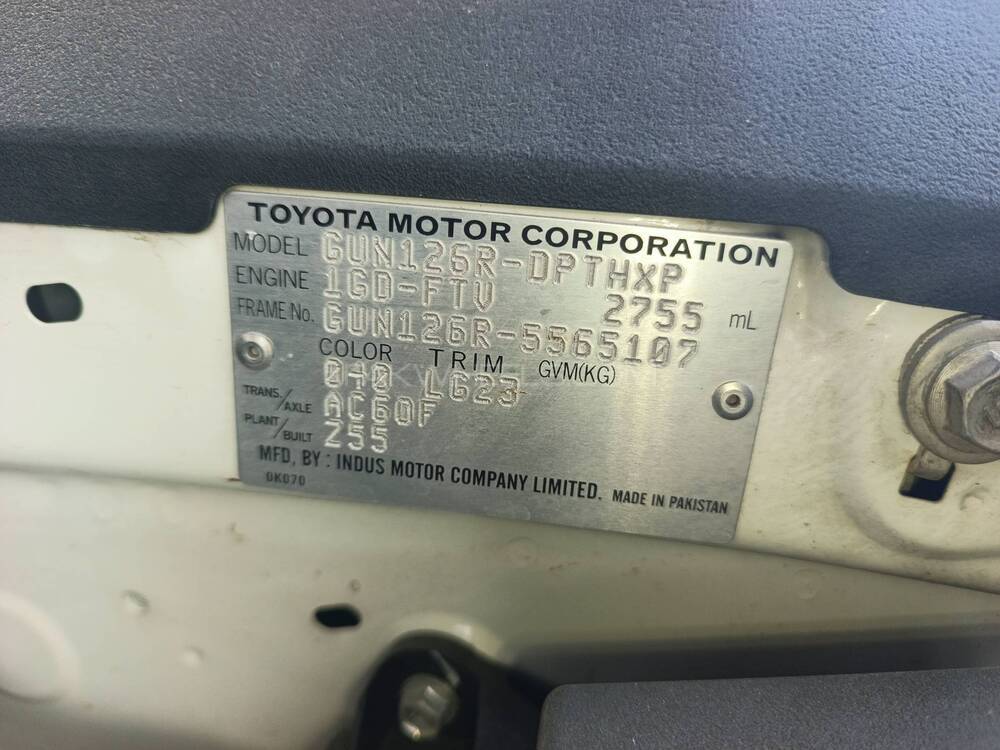 TOYOTA MOTOR CORPORATION
MODEL GUN126R-DPTHXP
ENGINE 1GD-FTV 2755 mL
FRAME No. GUN126R-5565107
COLOR TRIM GVM(KG)
040 LG23
TRANS./AXLE AC60F
PLANT/BUILT Z55
MFD, BY : INDUS MOTOR COMPANY LIMITED. MADE IN PAKISTAN
0K070